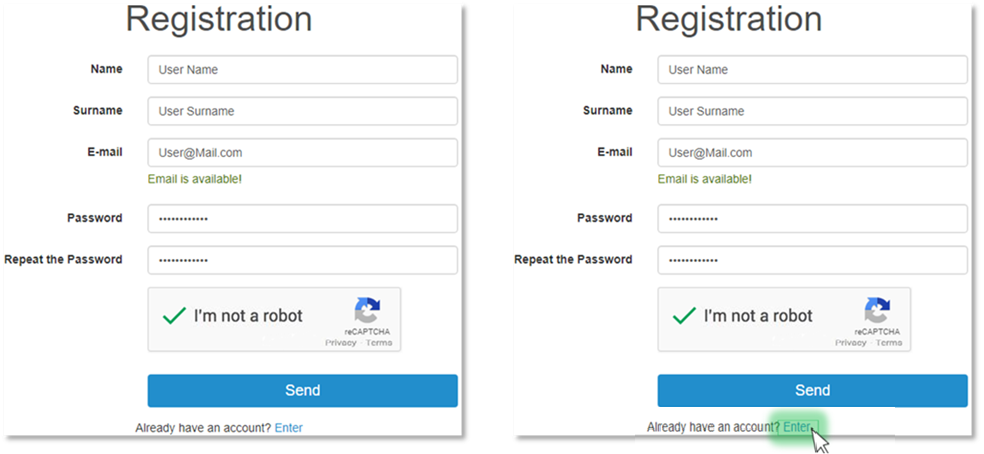 Registration
Name User Name
Surname User Surname
E-mail User@Mail.com
Email is available!
Password ••••••••••••
Repeat the Password ••••••••••••
I'm not a robot
reCAPTCHA
Privacy - Terms
Send
Already have an account? Enter
Registration
Name User Name
Surname User Surname
E-mail User@Mail.com
Email is available!
Password ••••••••••••
Repeat the Password ••••••••••••
I'm not a robot
reCAPTCHA
Privacy - Terms
Send
Already have an account? Enter